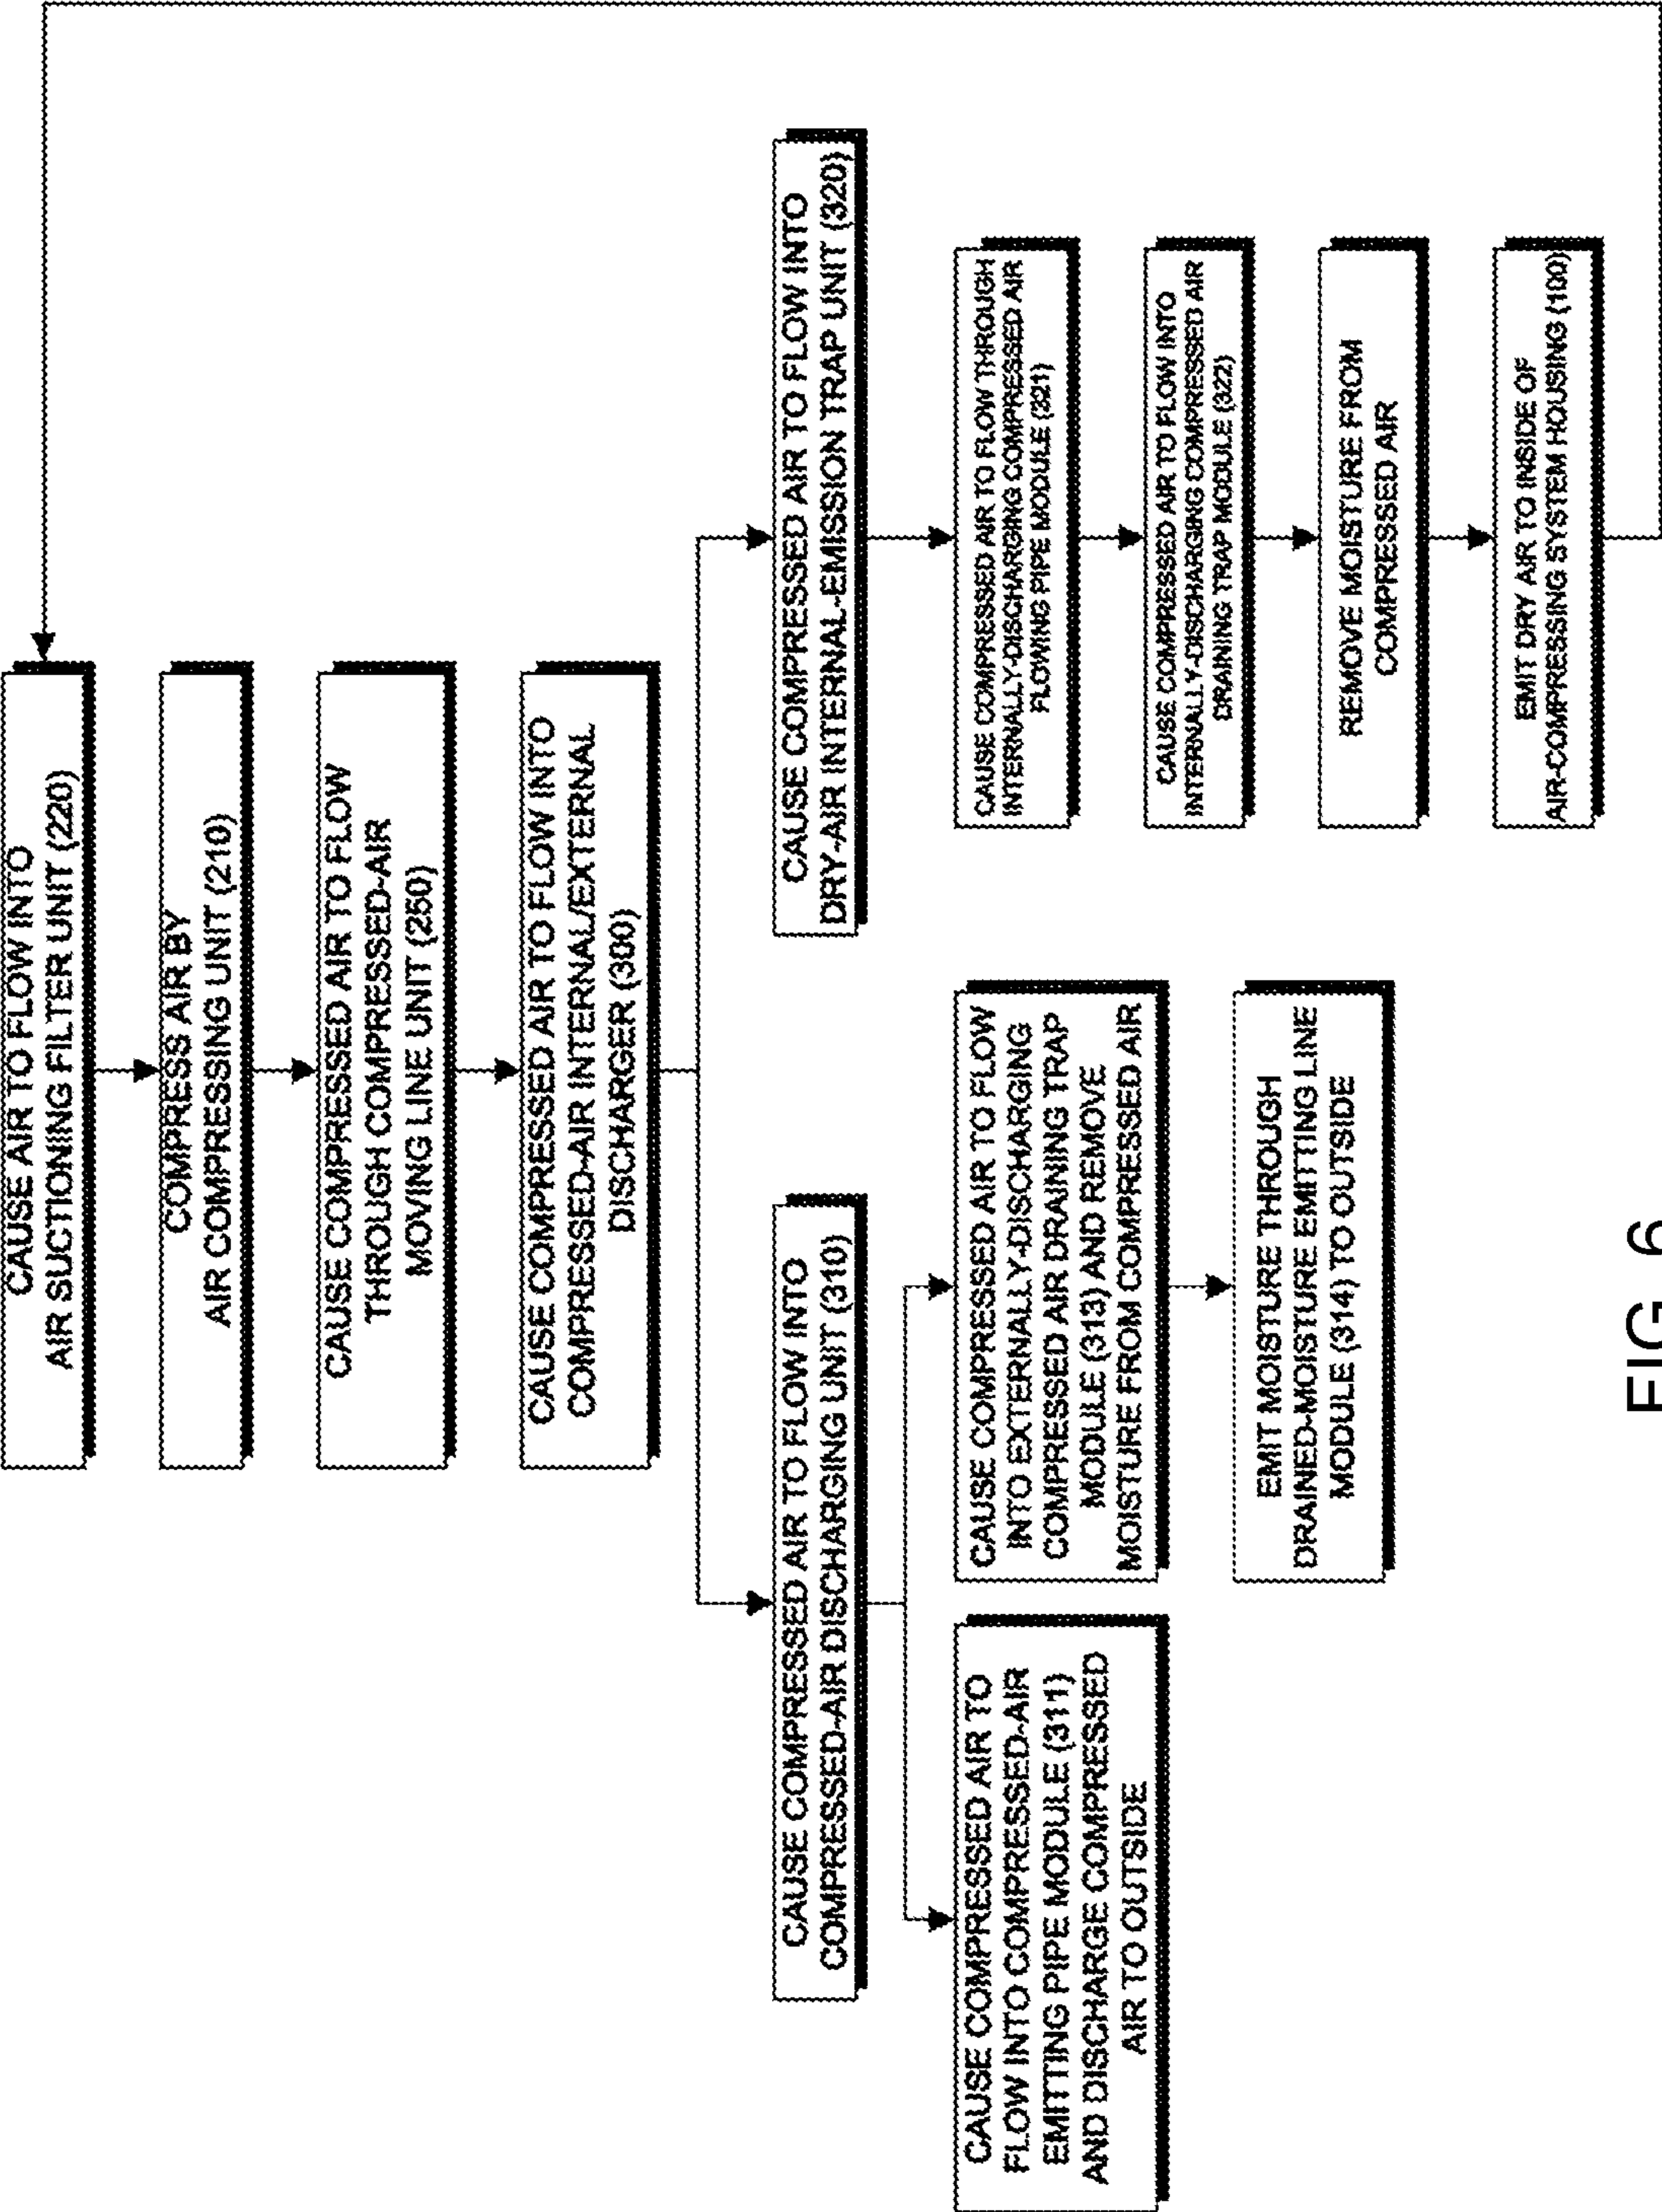 CAUSE AIR TO FLOW INTO
AIR SUCTIONING FILTER UNIT (220)
COMPRESS AIR BY
AIR COMPRESSING UNIT (210)
CAUSE COMPRESSED AIR TO FLOW
THROUGH COMPRESSED-AIR
MOVING LINE UNIT (250)
CAUSE COMPRESSED AIR TO FLOW INTO
COMPRESSED-AIR INTERNAL/EXTERNAL
DISCHARGER (300)
CAUSE COMPRESSED AIR TO FLOW INTO
COMPRESSED-AIR DISCHARGING UNIT (310)
CAUSE COMPRESSED AIR TO
FLOW INTO COMPRESSED-AIR
EMITTING PIPE MODULE (311)
AND DISCHARGE COMPRESSED
AIR TO OUTSIDE
CAUSE COMPRESSED AIR TO FLOW
INTO EXTERNALLY-DISCHARGING
COMPRESSED AIR DRAINING TRAP
MODULE (313) AND REMOVE
MOISTURE FROM COMPRESSED AIR
EMIT MOISTURE THROUGH
DRAINED-MOISTURE EMITTING LINE
MODULE (314) TO OUTSIDE
CAUSE COMPRESSED AIR TO FLOW INTO
DRY-AIR INTERNAL-EMISSION TRAP UNIT (320)
CAUSE COMPRESSED AIR TO FLOW THROUGH
INTERNALLY-DISCHARGING COMPRESSED AIR
FLOWING PIPE MODULE (321)
CAUSE COMPRESSED AIR TO FLOW INTO
INTERNALLY-DISCHARGING COMPRESSED AIR
DRAINING TRAP MODULE (322)
REMOVE MOISTURE FROM
COMPRESSED AIR
EMIT DRY AIR TO INSIDE OF
AIR-COMPRESSING SYSTEM HOUSING (100)
FIG. 6